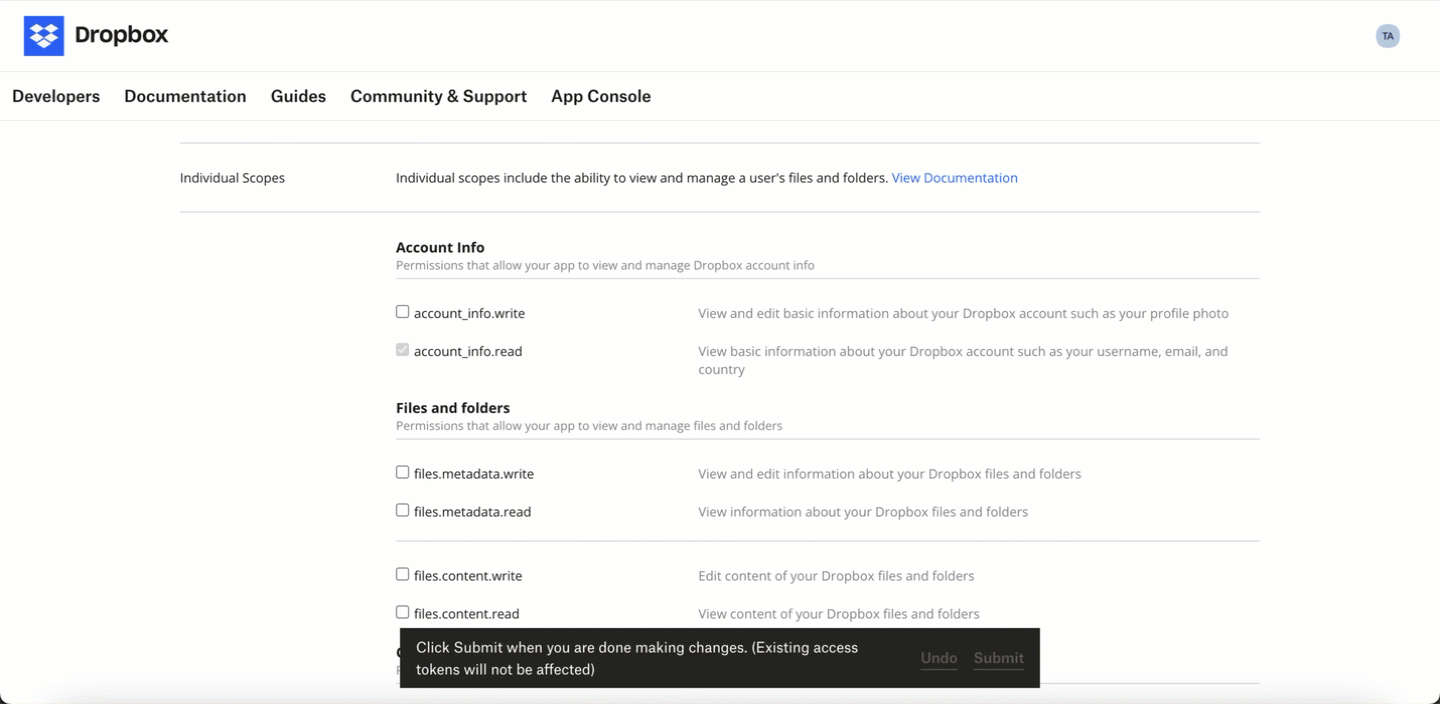 Dropbox
TA
Developers Documentation Guides Community & Support App Console
Individual Scopes
Individual scopes include the ability to view and manage a user's files and folders. View Documentation
Account Info
Permissions that allow your app to view and manage Dropbox account info
account_info.write
View and edit basic information about your Dropbox account such as your profile photo
account_info.read
View basic information about your Dropbox account such as your username, email, and
country
Files and folders
Permissions that allow your app to view and manage files and folders
files.metadata.write
View and edit information about your Dropbox files and folders
files.metadata.read
View information about your Dropbox files and folders
files.content.write
Edit content of your Dropbox files and folders
files.content.read
View content of your Dropbox files and folders
Click Submit when you are done making changes. (Existing access
tokens will not be affected)
Undo Submit